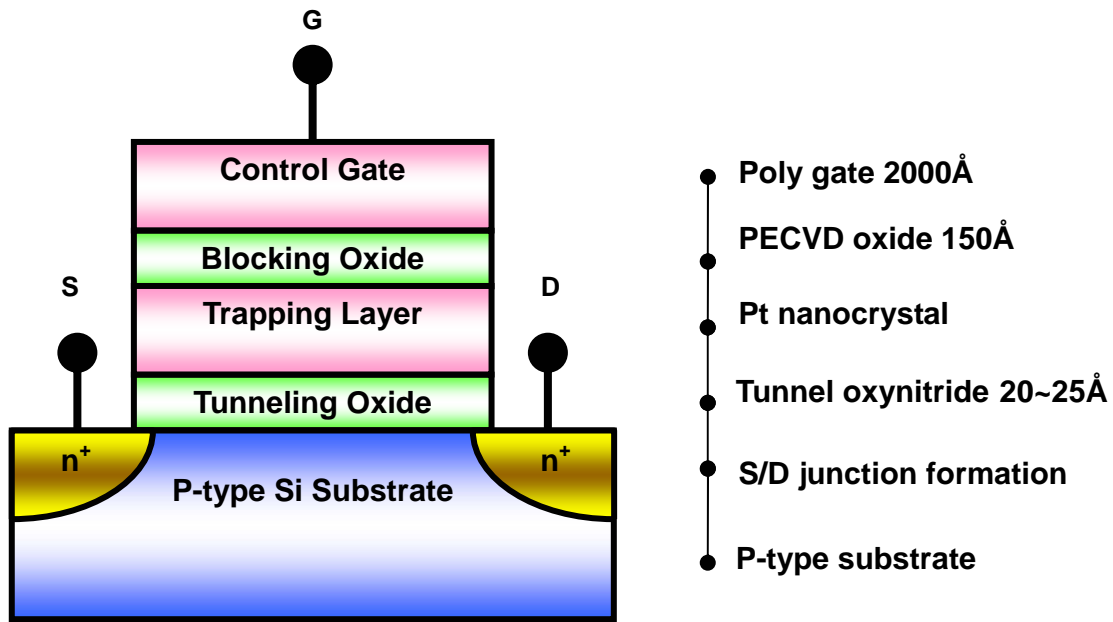 G
Control Gate
Blocking Oxide
S
D
Trapping Layer
Tunneling Oxide
n+
n+
P-type Si Substrate
Poly gate 2000Å
PECVD oxide 150Å
Pt nanocrystal
Tunnel oxynitride 20~25Å
S/D junction formation
P-type substrate